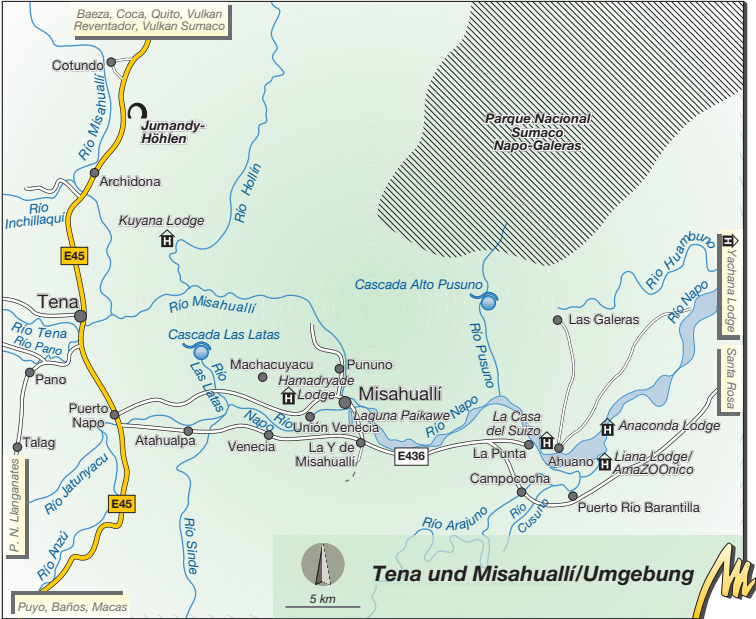 Baeza, Coca, Quito, Vulkan
Reventador, Vulkan Sumaco
Cotundo
Río Misahuallí
Jumandy-
Höhlen
Parque Nacional
Sumaco
Napo-Galeras
Archidona
Río
Inchillaquí
Kuyana Lodge
Río Hollín
E45
Río Huambuno
Yachana Lodge
Tena
Río Misahuallí
Cascada Alto Pusuno
Río Napo
Río Tena
Río Pano
Cascada Las Latas
Río Pusuno
Las Galeras
Pano
Machacuyacu
Pununo
Río
Las Latas
Hamadryade
Lodge
Misahuallí
Santa Rosa
Puerto
Napo
Río Napo
Laguna Paikawe
Río Napo
La Casa
del Suizo
Anaconda Lodge
Unión Venecia
Talag
Atahualpa
Venecia
La Y de
Misahuallí
E436
La Punta
Ahuano
Liana Lodge/
AmaZOOnico
P. N. Llanganates
Río Jatunyacu
Campococha
E45
Río Anzú
Río Sinde
Río Arajuno
Río
Cusuno
Puerto Río Barantilla
Puyo, Baños, Macas
5 km
Tena und Misahuallí/Umgebung